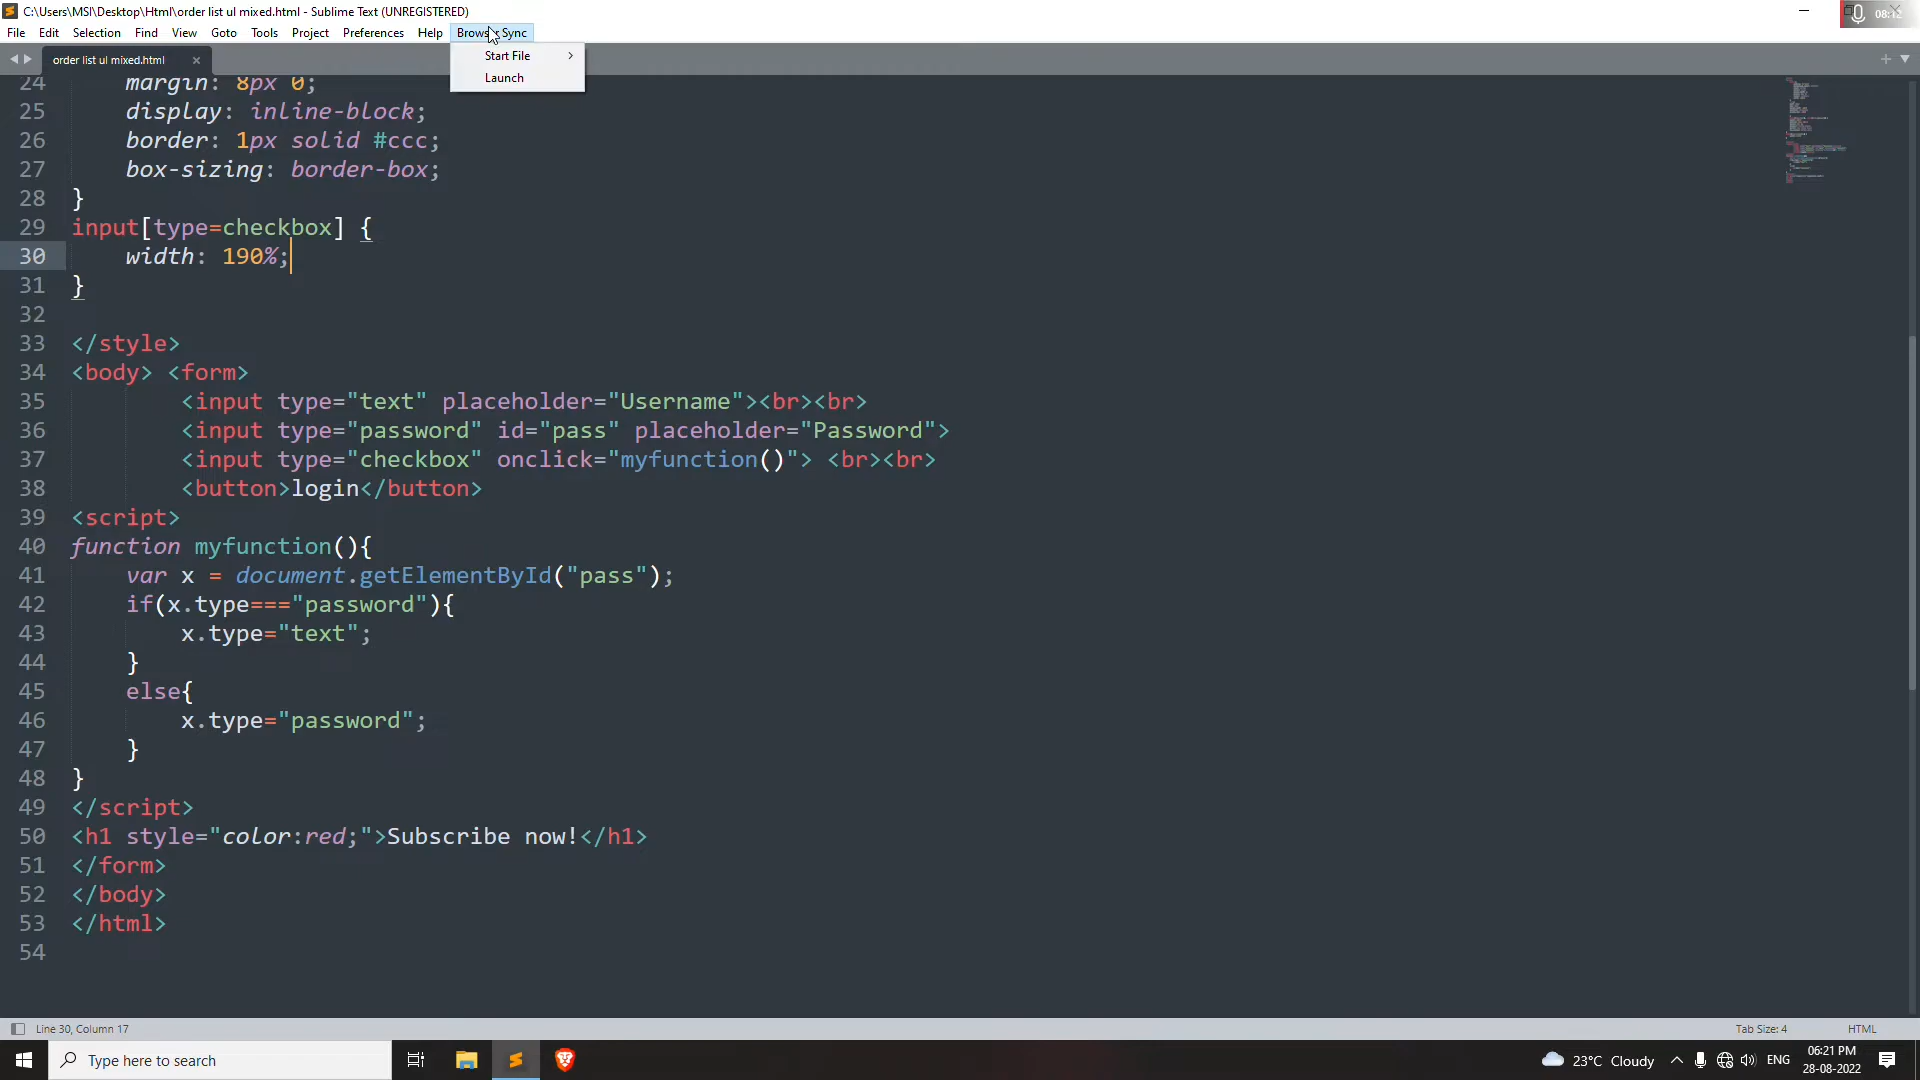 C:\Users\MSI\Desktop\Html\order list ul mixed.html - Sublime Text (UNREGISTERED)
08:12
File Edit Selection Find View Goto Tools Project Preferences Help Browser Sync
order list ul mixed.html
Start File
Launch
24 margin: 8px 0;
25 display: inline-block;
26 border: 1px solid #ccc;
27 box-sizing: border-box;
28 }
29 input[type=checkbox] {
30 width: 190%;
31 }
32
33 </style>
34 <body> <form>
35 <input type="text" placeholder="Username"><br><br>
36 <input type="password" id="pass" placeholder="Password">
37 <input type="checkbox" onclick="myfunction()"> <br><br>
38 <button>login</button>
39 <script>
40 function myfunction(){
41 var x = document.getElementById("pass");
42 if(x.type==="password"){
43 x.type="text";
44 }
45 else{
46 x.type="password";
47 }
48 }
49 </script>
50 <h1 style="color:red;">Subscribe now!</h1>
51 </form>
52 </body>
53 </html>
54
Line 30, Column 17 Tab Size: 4 HTML
Type here to search 23°C Cloudy ENG 06:21 PM
28-08-2022